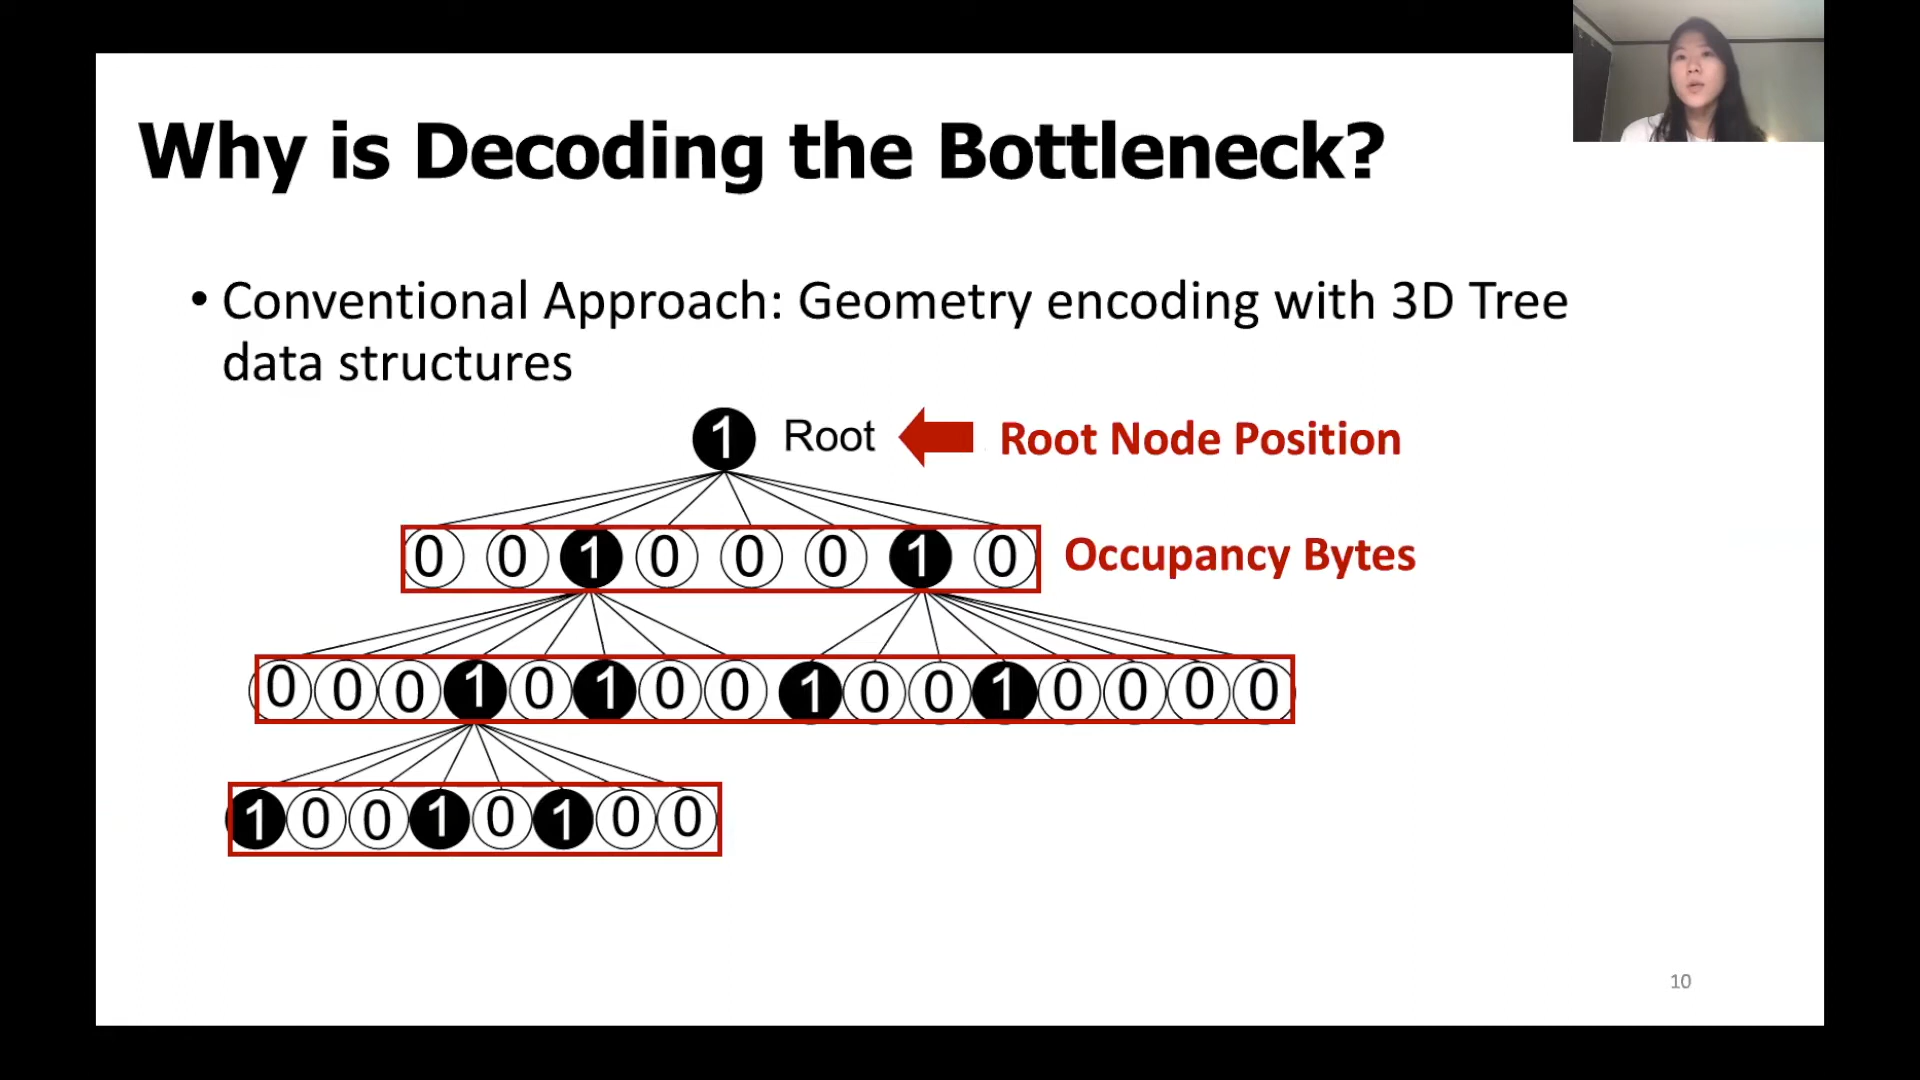 Why is Decoding the Bottleneck?
• Conventional Approach: Geometry encoding with 3D Tree
data structures
1 Root Root Node Position
0 0 1 0 0 0 1 0 Occupancy Bytes
0 0 0 1 0 1 0 0 1 0 0 1 0 0 0 0
1 0 0 1 0 1 0 0
10